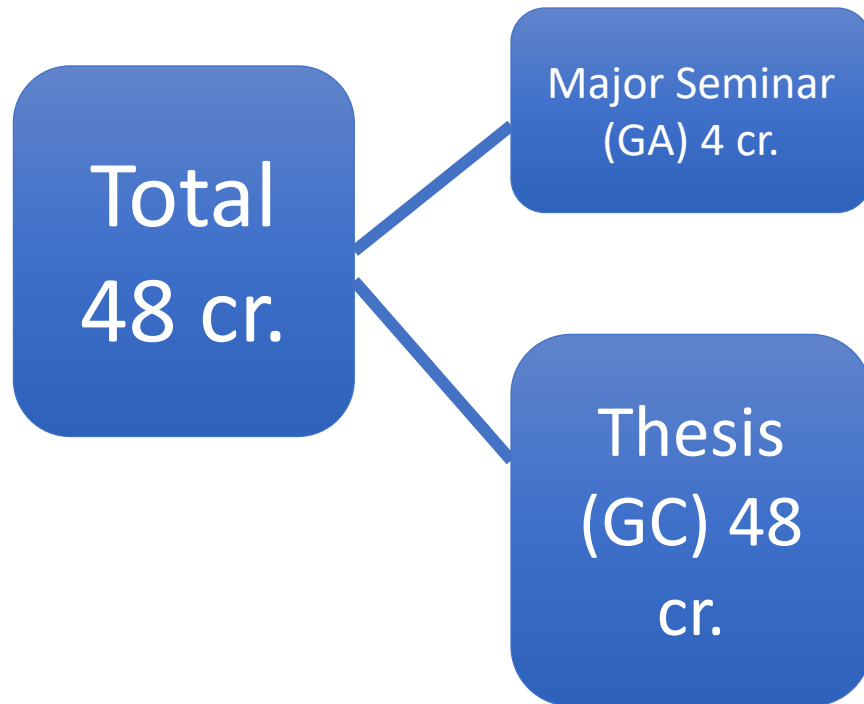 Total
48 cr.
Major Seminar
(GA) 4 cr.
Thesis
(GC) 48
cr.